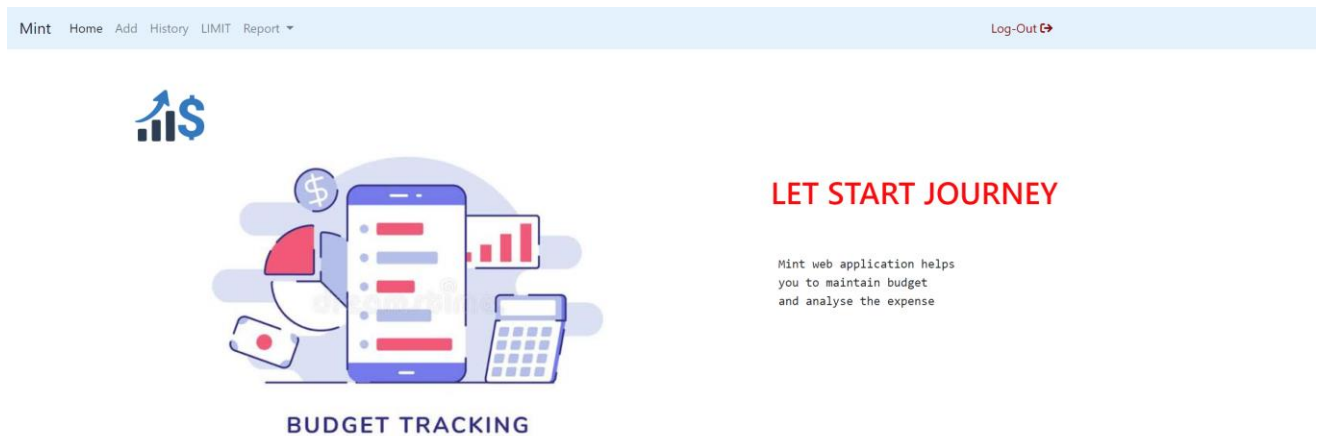 Mint Home Add History LIMIT Report Log-Out
$
$
LET START JOURNEY
Mint web application helps
you to maintain budget
and analyse the expense
dreamstime
BUDGET TRACKING